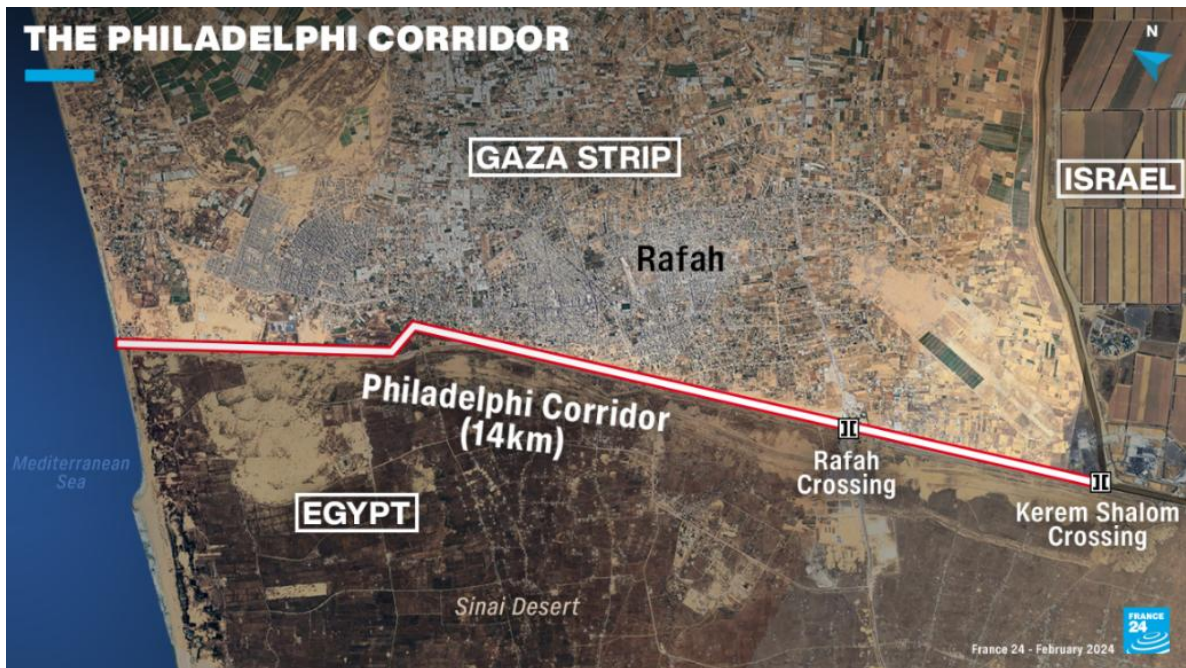 THE PHILADELPHI CORRIDOR
N
GAZA STRIP
ISRAEL
Rafah
Philadelphi Corridor
(14km)
Mediterranean
Sea
Rafah
Crossing
EGYPT
Kerem Shalom
Crossing
Sinai Desert
FRANCE
24
France 24 - February 2024